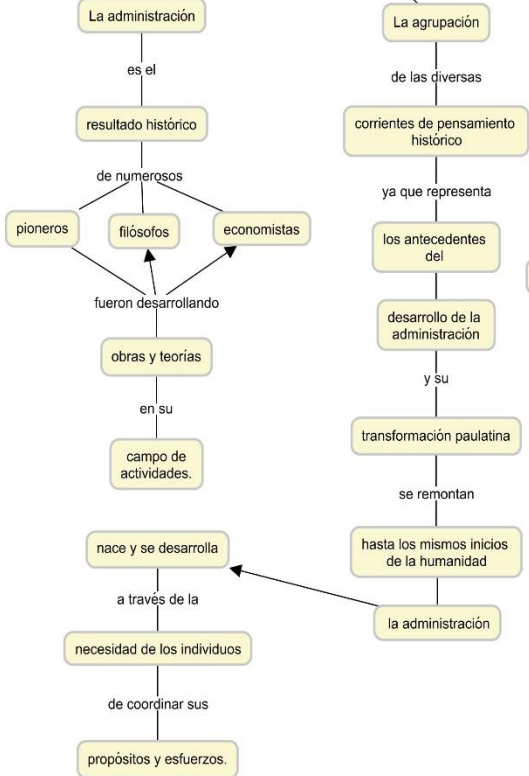 La administración
es el
resultado histórico
de numerosos
pioneros
filósofos
economistas
fueron desarrollando
obras y teorías
en su
campo de
actividades.
La agrupación
de las diversas
corrientes de pensamiento
histórico
ya que representa
los antecedentes
del
desarrollo de la
administración
y su
transformación paulatina
se remontan
hasta los mismos inicios
de la humanidad
la administración
nace y se desarrolla
a través de la
necesidad de los individuos
de coordinar sus
propósitos y esfuerzos.